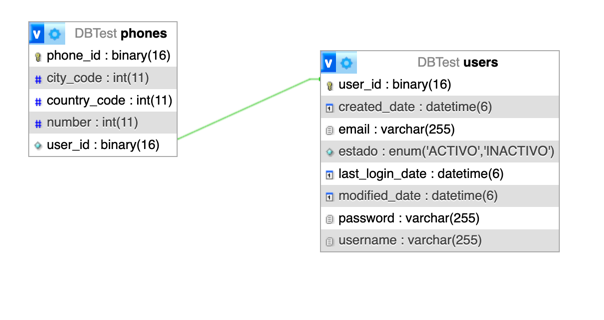 v DBTest phones
phone_id : binary(16)
# city_code : int(11)
# country_code : int(11)
# number : int(11)
user_id : binary(16)
v DBTest users
user_id : binary(16)
created_date : datetime(6)
email : varchar(255)
estado : enum('ACTIVO','INACTIVO')
last_login_date : datetime(6)
modified_date : datetime(6)
password : varchar(255)
username : varchar(255)